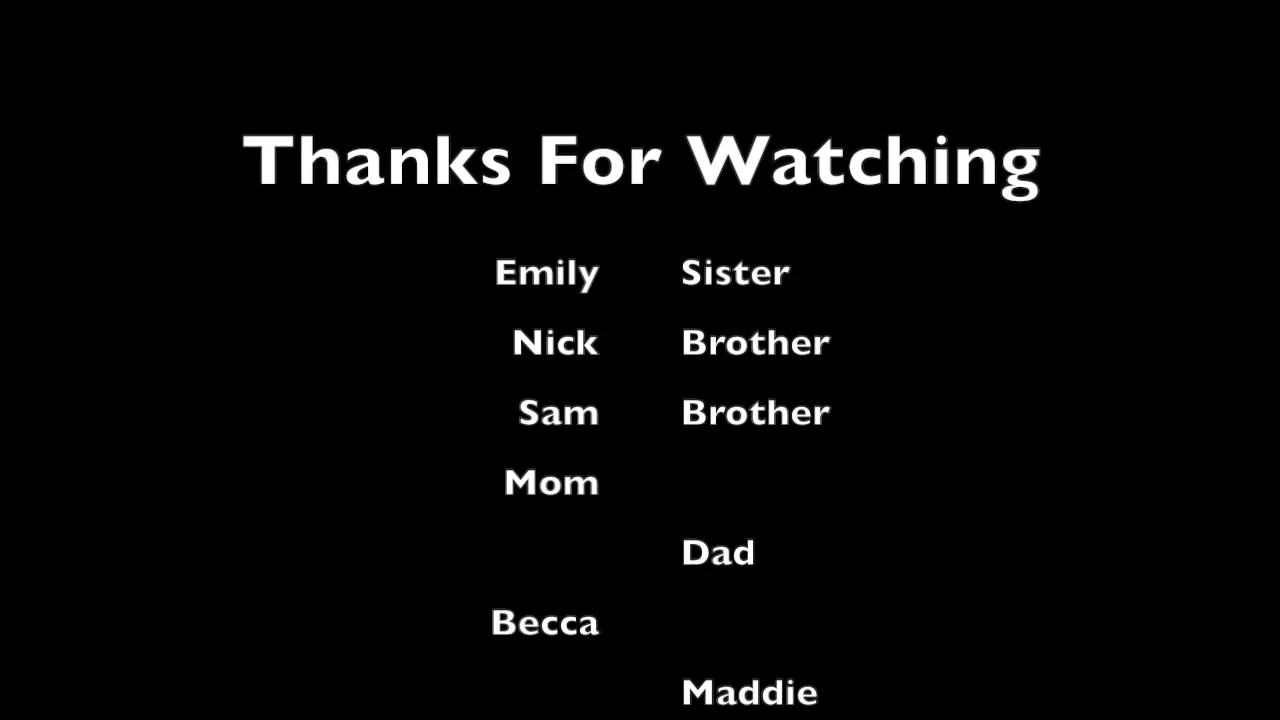 Thanks For Watching
Emily Sister
Nick Brother
Sam Brother
Mom
Dad
Becca
Maddie